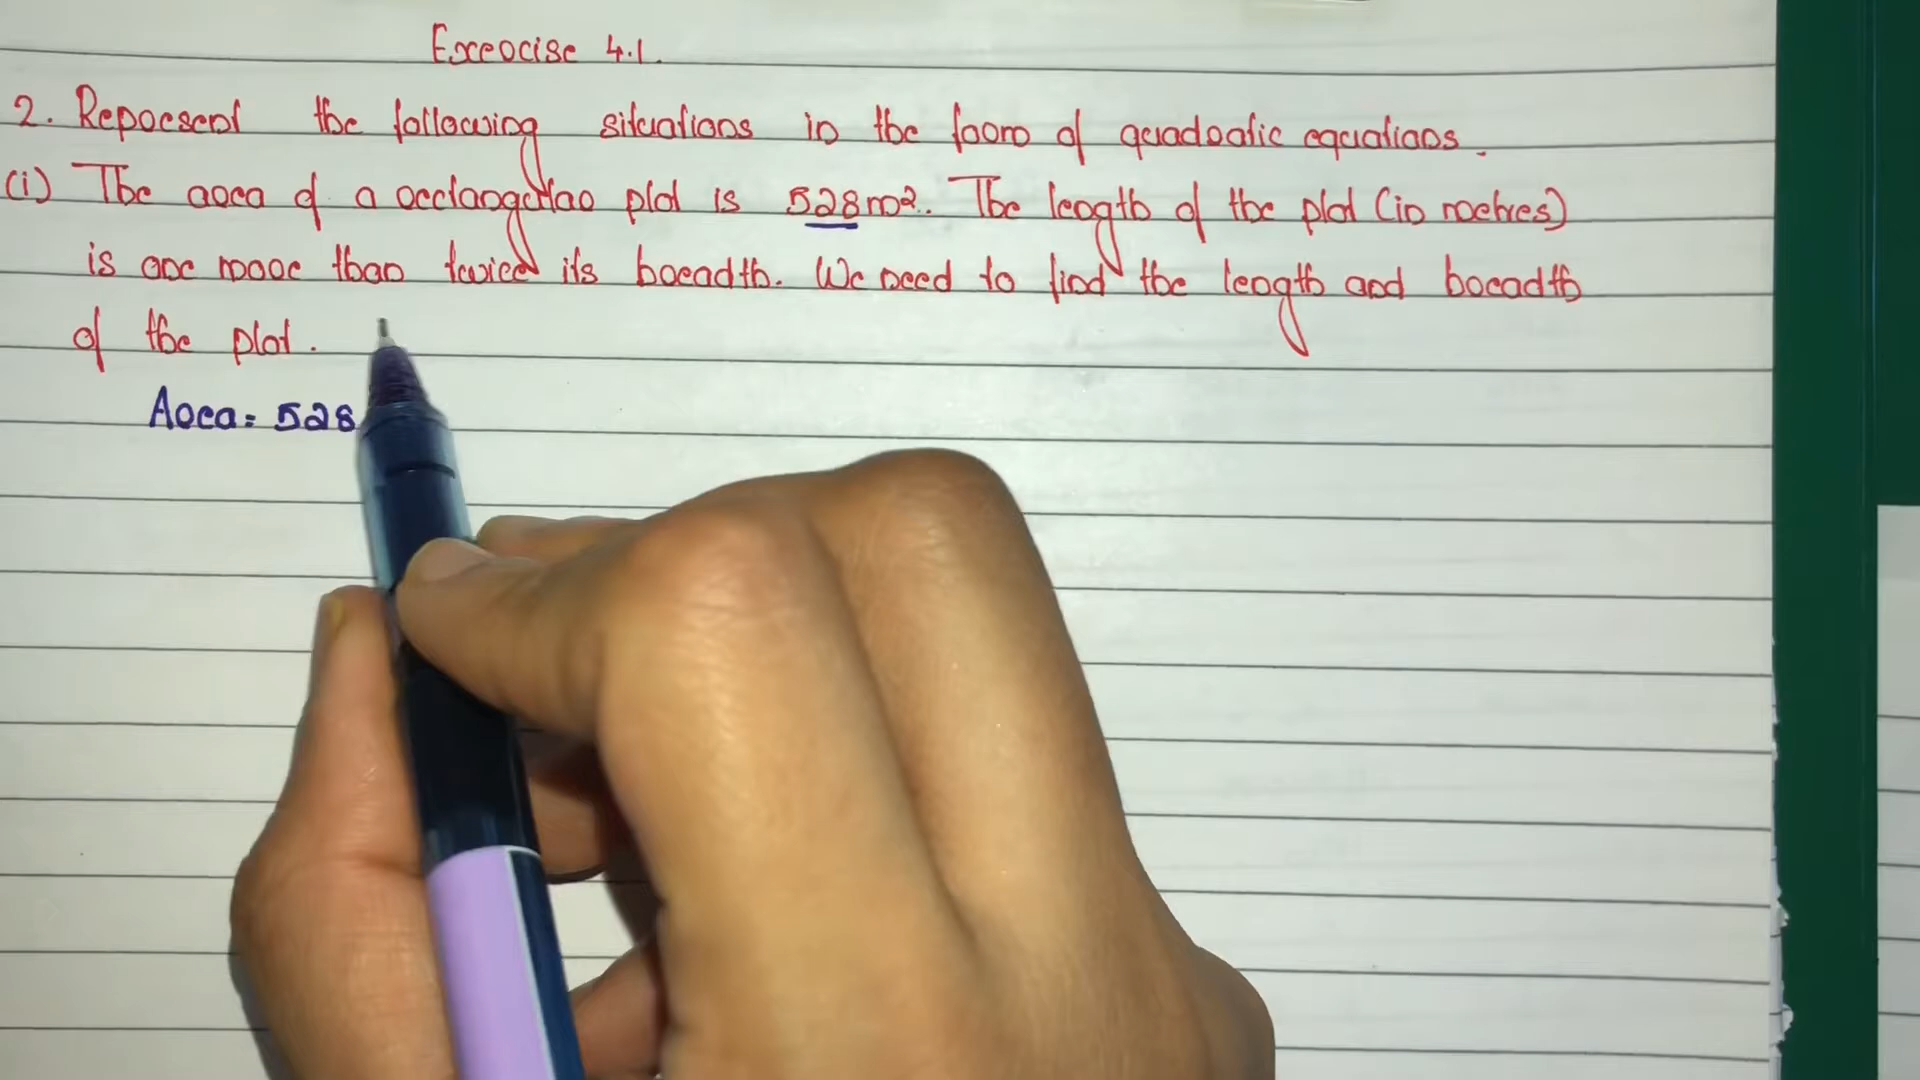 Exercise 4.1.
2. Represent the following situations in the form of quadratic equations.
(i) The area of a rectangular plot is 528m². The length of the plot (in metres)
is one more than twice its breadth. We need to find the length and breadth
of the plot.
Area = 528